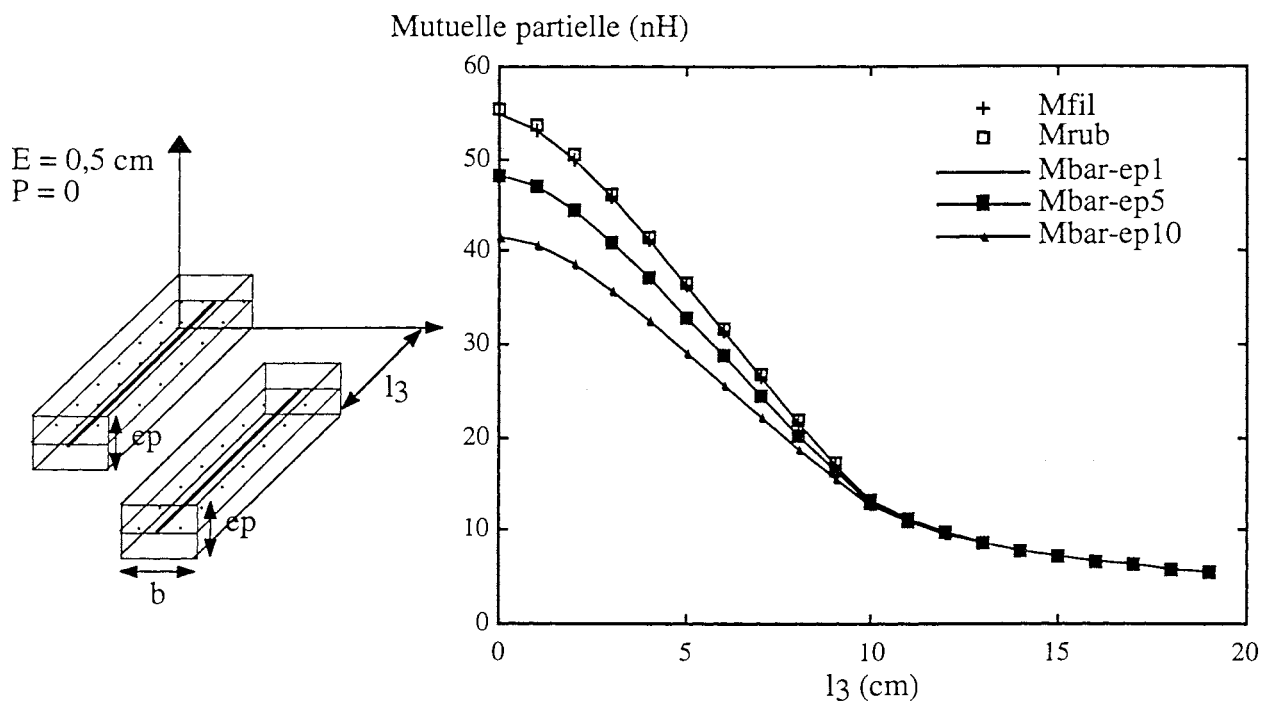 Mutuelle partielle (nH)
E = 0,5 cm
P = 0
l3
ep
ep
b
60
50
40
30
20
10
0
Mfil
Mrub
Mbar-ep1
Mbar-ep5
Mbar-ep10
0
5
10
15
20
l3 (cm)